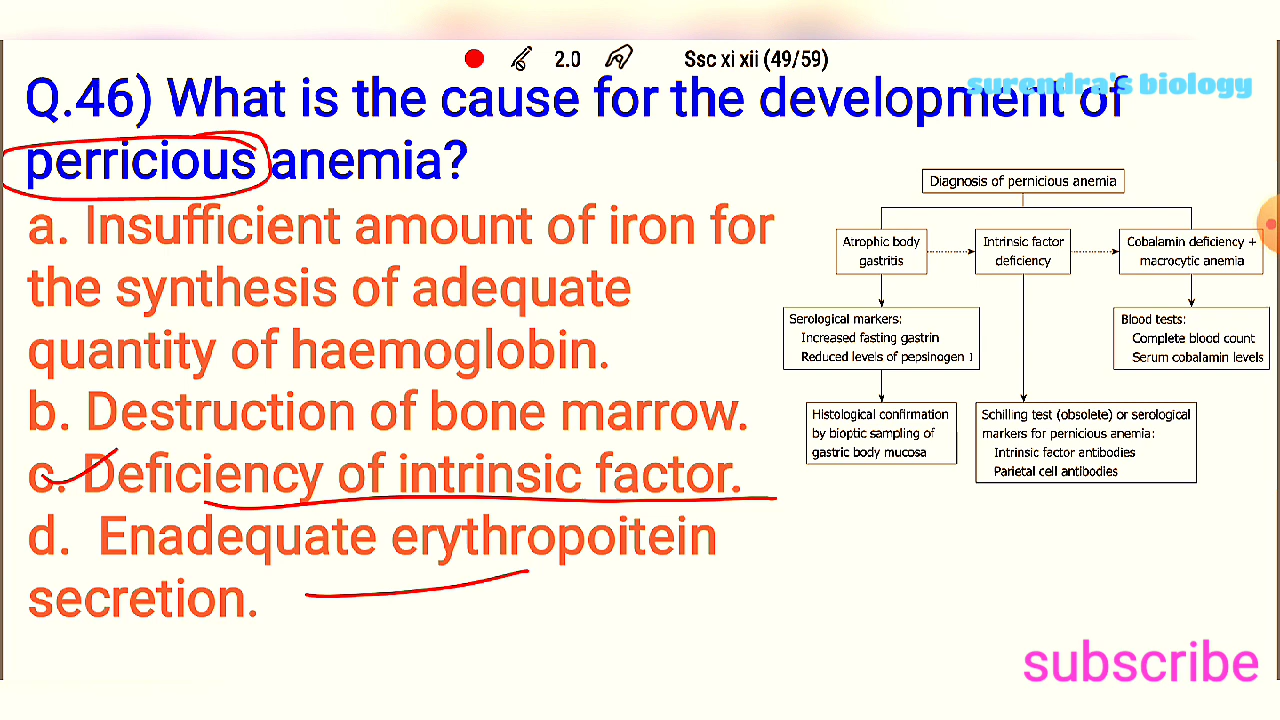 2.0 Ssc xi xii (49/59)
surendra's biology
Q.46) What is the cause for the development of
perricious anemia?
a. Insufficient amount of iron for
the synthesis of adequate
quantity of haemoglobin.
b. Destruction of bone marrow.
c. Deficiency of intrinsic factor.
d. Enadequate erythropoitein
secretion.
Diagnosis of pernicious anemia
Atrophic body
gastritis
Intrinsic factor
deficiency
Cobalamin deficiency +
macrocytic anemia
Serological markers:
Increased fasting gastrin
Reduced levels of pepsinogen I
Blood tests:
Complete blood count
Serum cobalamin levels
Histological confirmation
by bioptic sampling of
gastric body mucosa
Schilling test (obsolete) or serological
markers for pernicious anemia:
Intrinsic factor antibodies
Parietal cell antibodies
subscribe